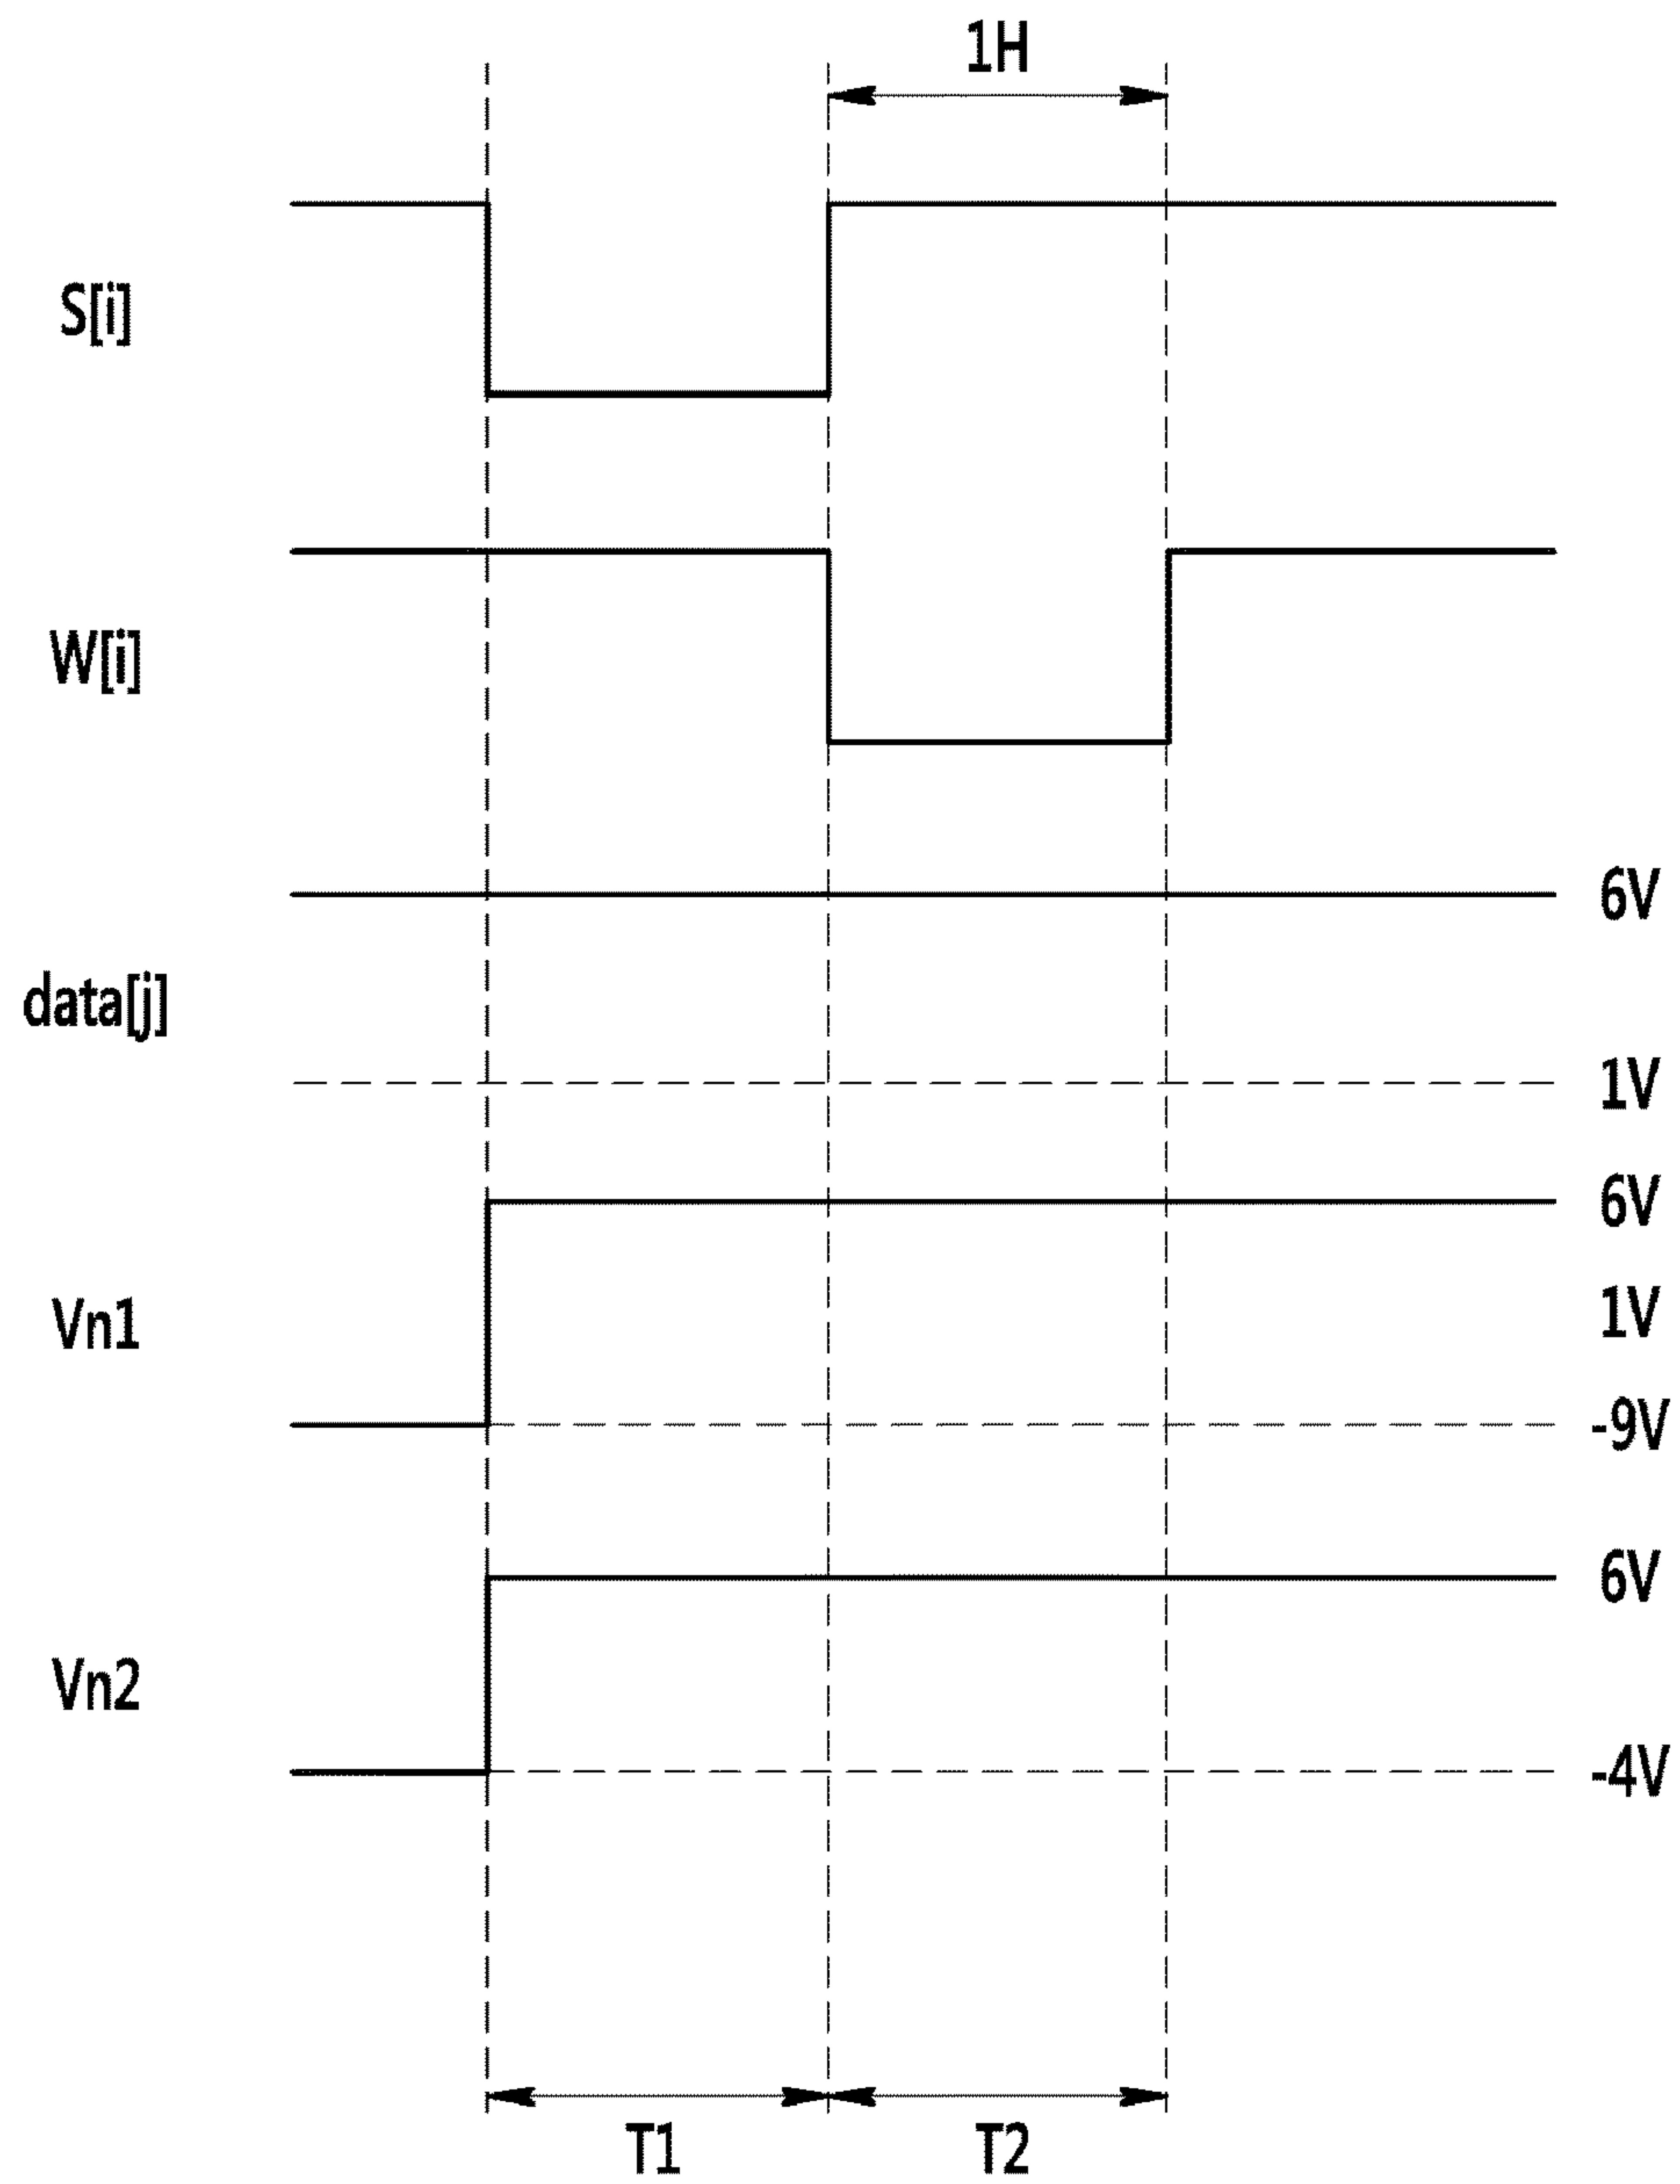 1H
S[i]
W[i]
6V
data[j]
1V
6V
Vn1
1V
-9V
6V
Vn2
-4V
T1
T2